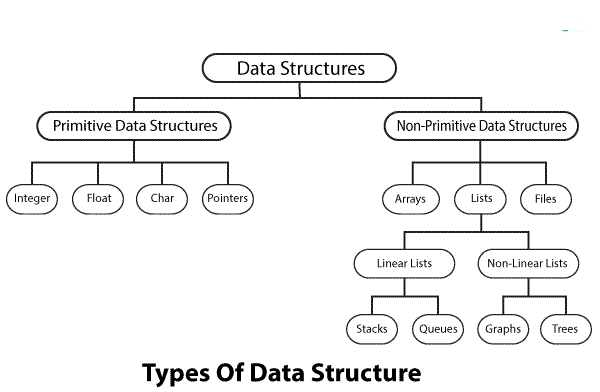 Data Structures
Primitive Data Structures
Non-Primitive Data Structures
Integer
Float
Char
Pointers
Arrays
Lists
Files
Linear Lists
Non-Linear Lists
Stacks
Queues
Graphs
Trees
Types Of Data Structure